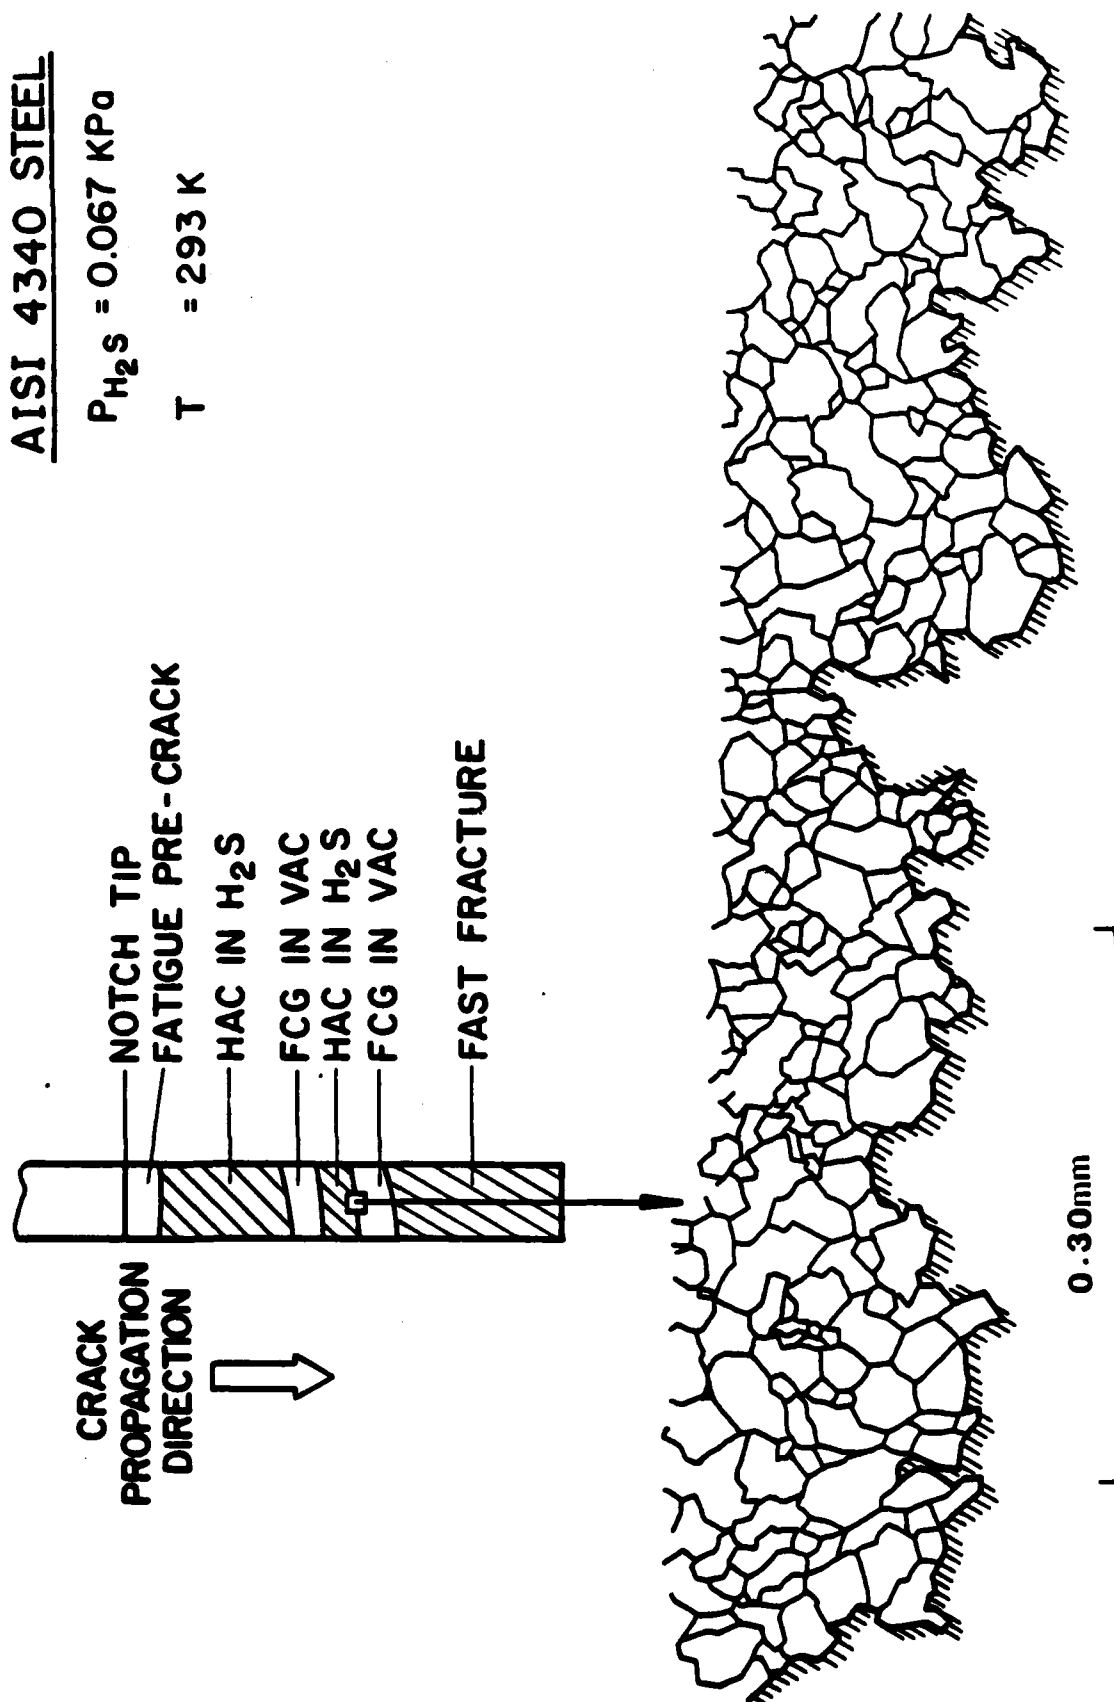 AISI 4340 STEEL
P_H₂S = 0.067 KPa
T = 293 K
NOTCH TIP
FATIGUE PRE-CRACK
HAC IN H₂S
FCG IN VAC
HAC IN H₂S
FCG IN VAC
FAST FRACTURE
CRACK
PROPAGATION
DIRECTION
0.30mm